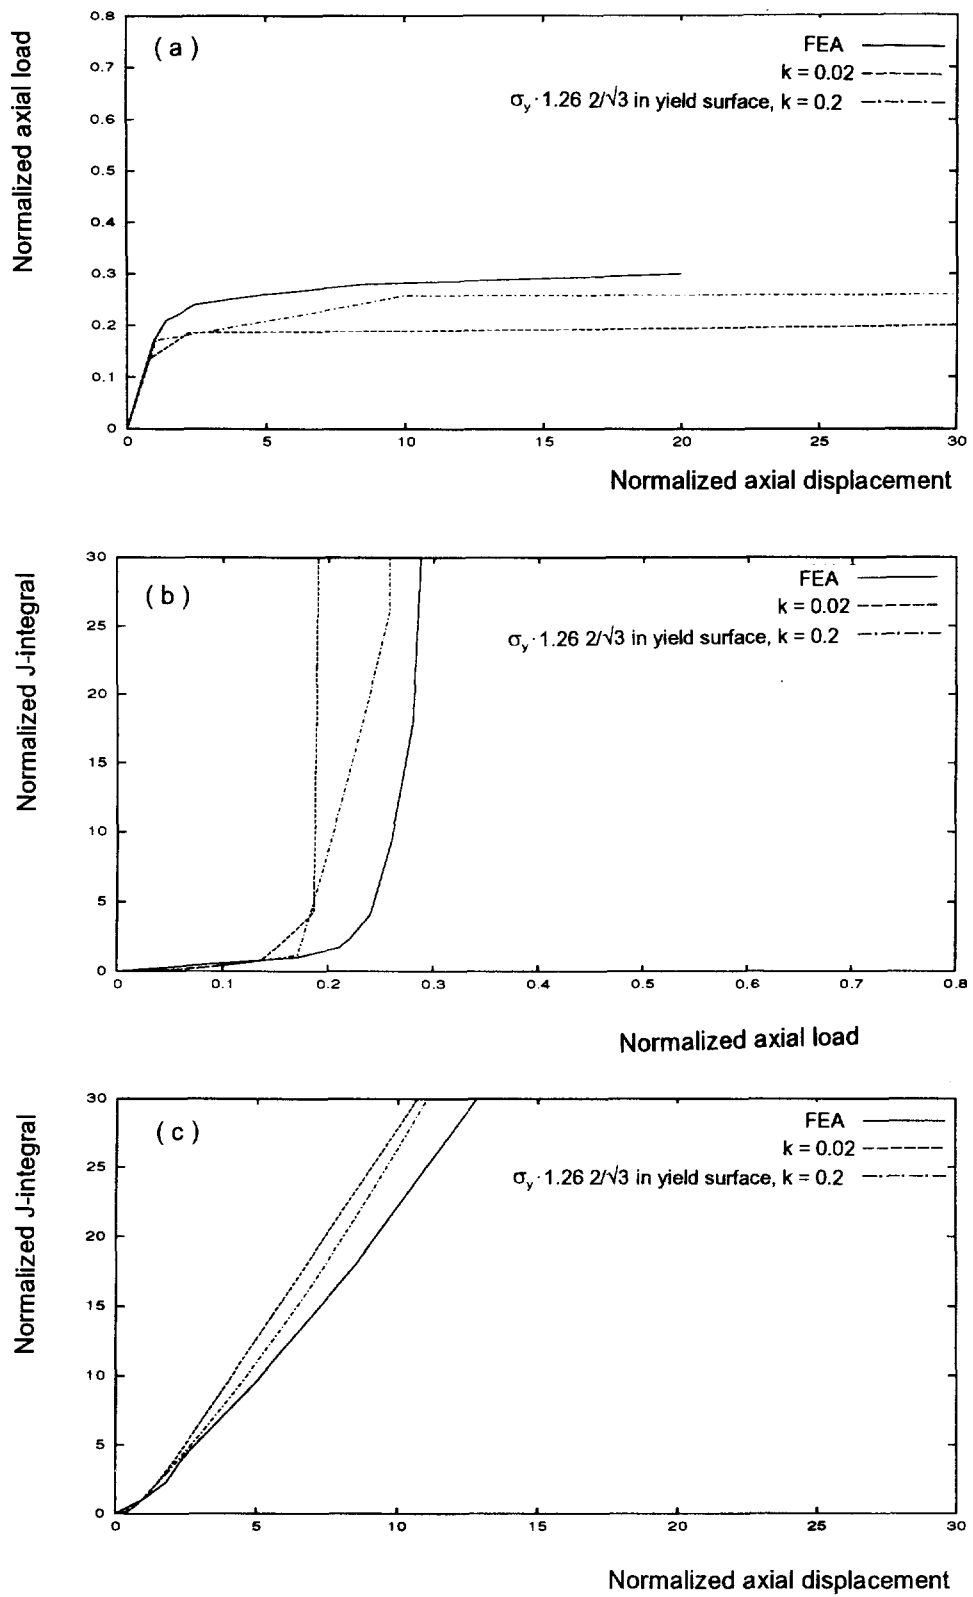 ( a )
FEA
k = 0.02
σy · 1.26 2/√3 in yield surface, k = 0.2
Normalized axial load
0.8
0.7
0.6
0.5
0.4
0.3
0.2
0.1
0
0 5 10 15 20 25 30
Normalized axial displacement
( b )
FEA
k = 0.02
σy · 1.26 2/√3 in yield surface, k = 0.2
Normalized J-integral
30
25
20
15
10
5
0
0 0.1 0.2 0.3 0.4 0.5 0.6 0.7 0.8
Normalized axial load
( c )
FEA
k = 0.02
σy · 1.26 2/√3 in yield surface, k = 0.2
Normalized J-integral
30
25
20
15
10
5
0
0 5 10 15 20 25 30
Normalized axial displacement